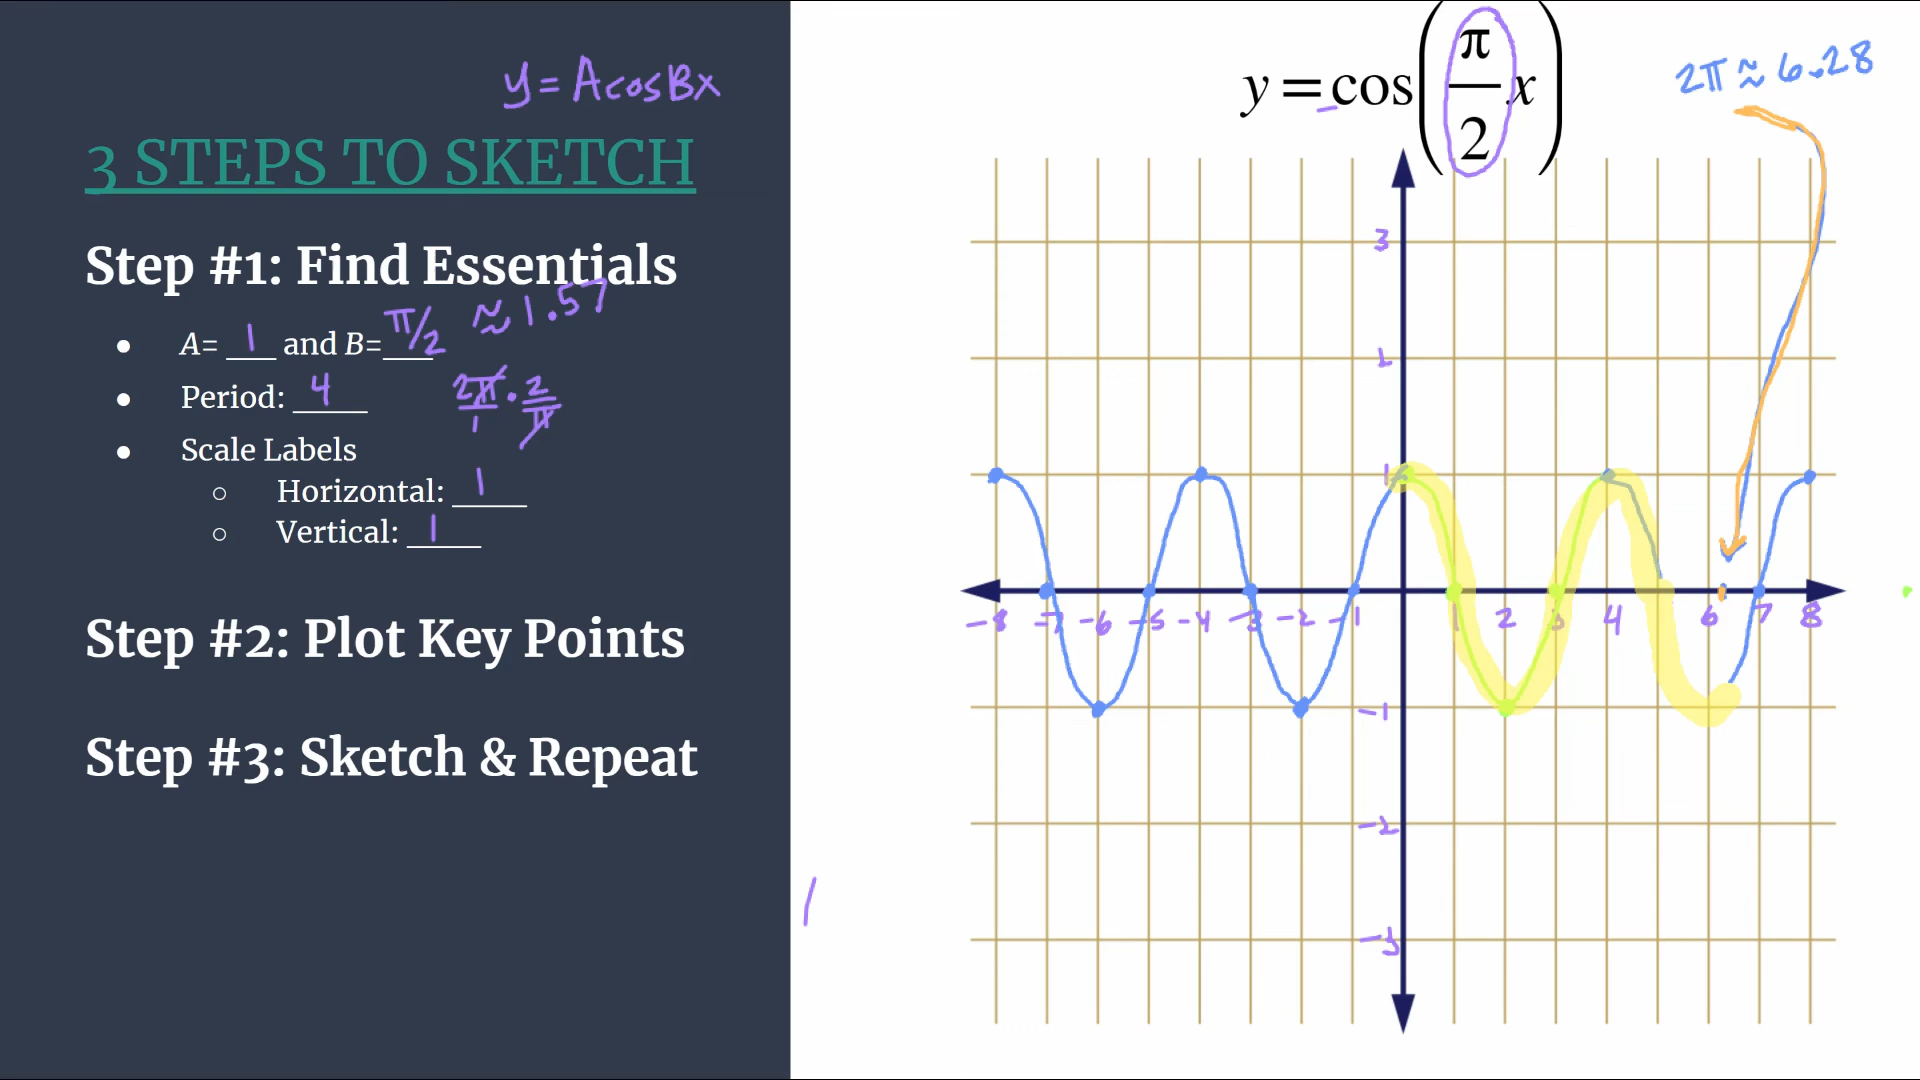 y = AcosBx
3 STEPS TO SKETCH
Step #1: Find Essentials
● A= 1 and B= π/2 ≈ 1.57
● Period: 4 2π/1 · 2/π
● Scale Labels
○ Horizontal: 1
○ Vertical: 1
Step #2: Plot Key Points
Step #3: Sketch & Repeat
y = cos(π/2 x)
2π ≈ 6.28
3
2
1
-8 -7 -6 -5 -4 -3 -2 -1 1 2 3 4 6 7 8
-1
-2
-3